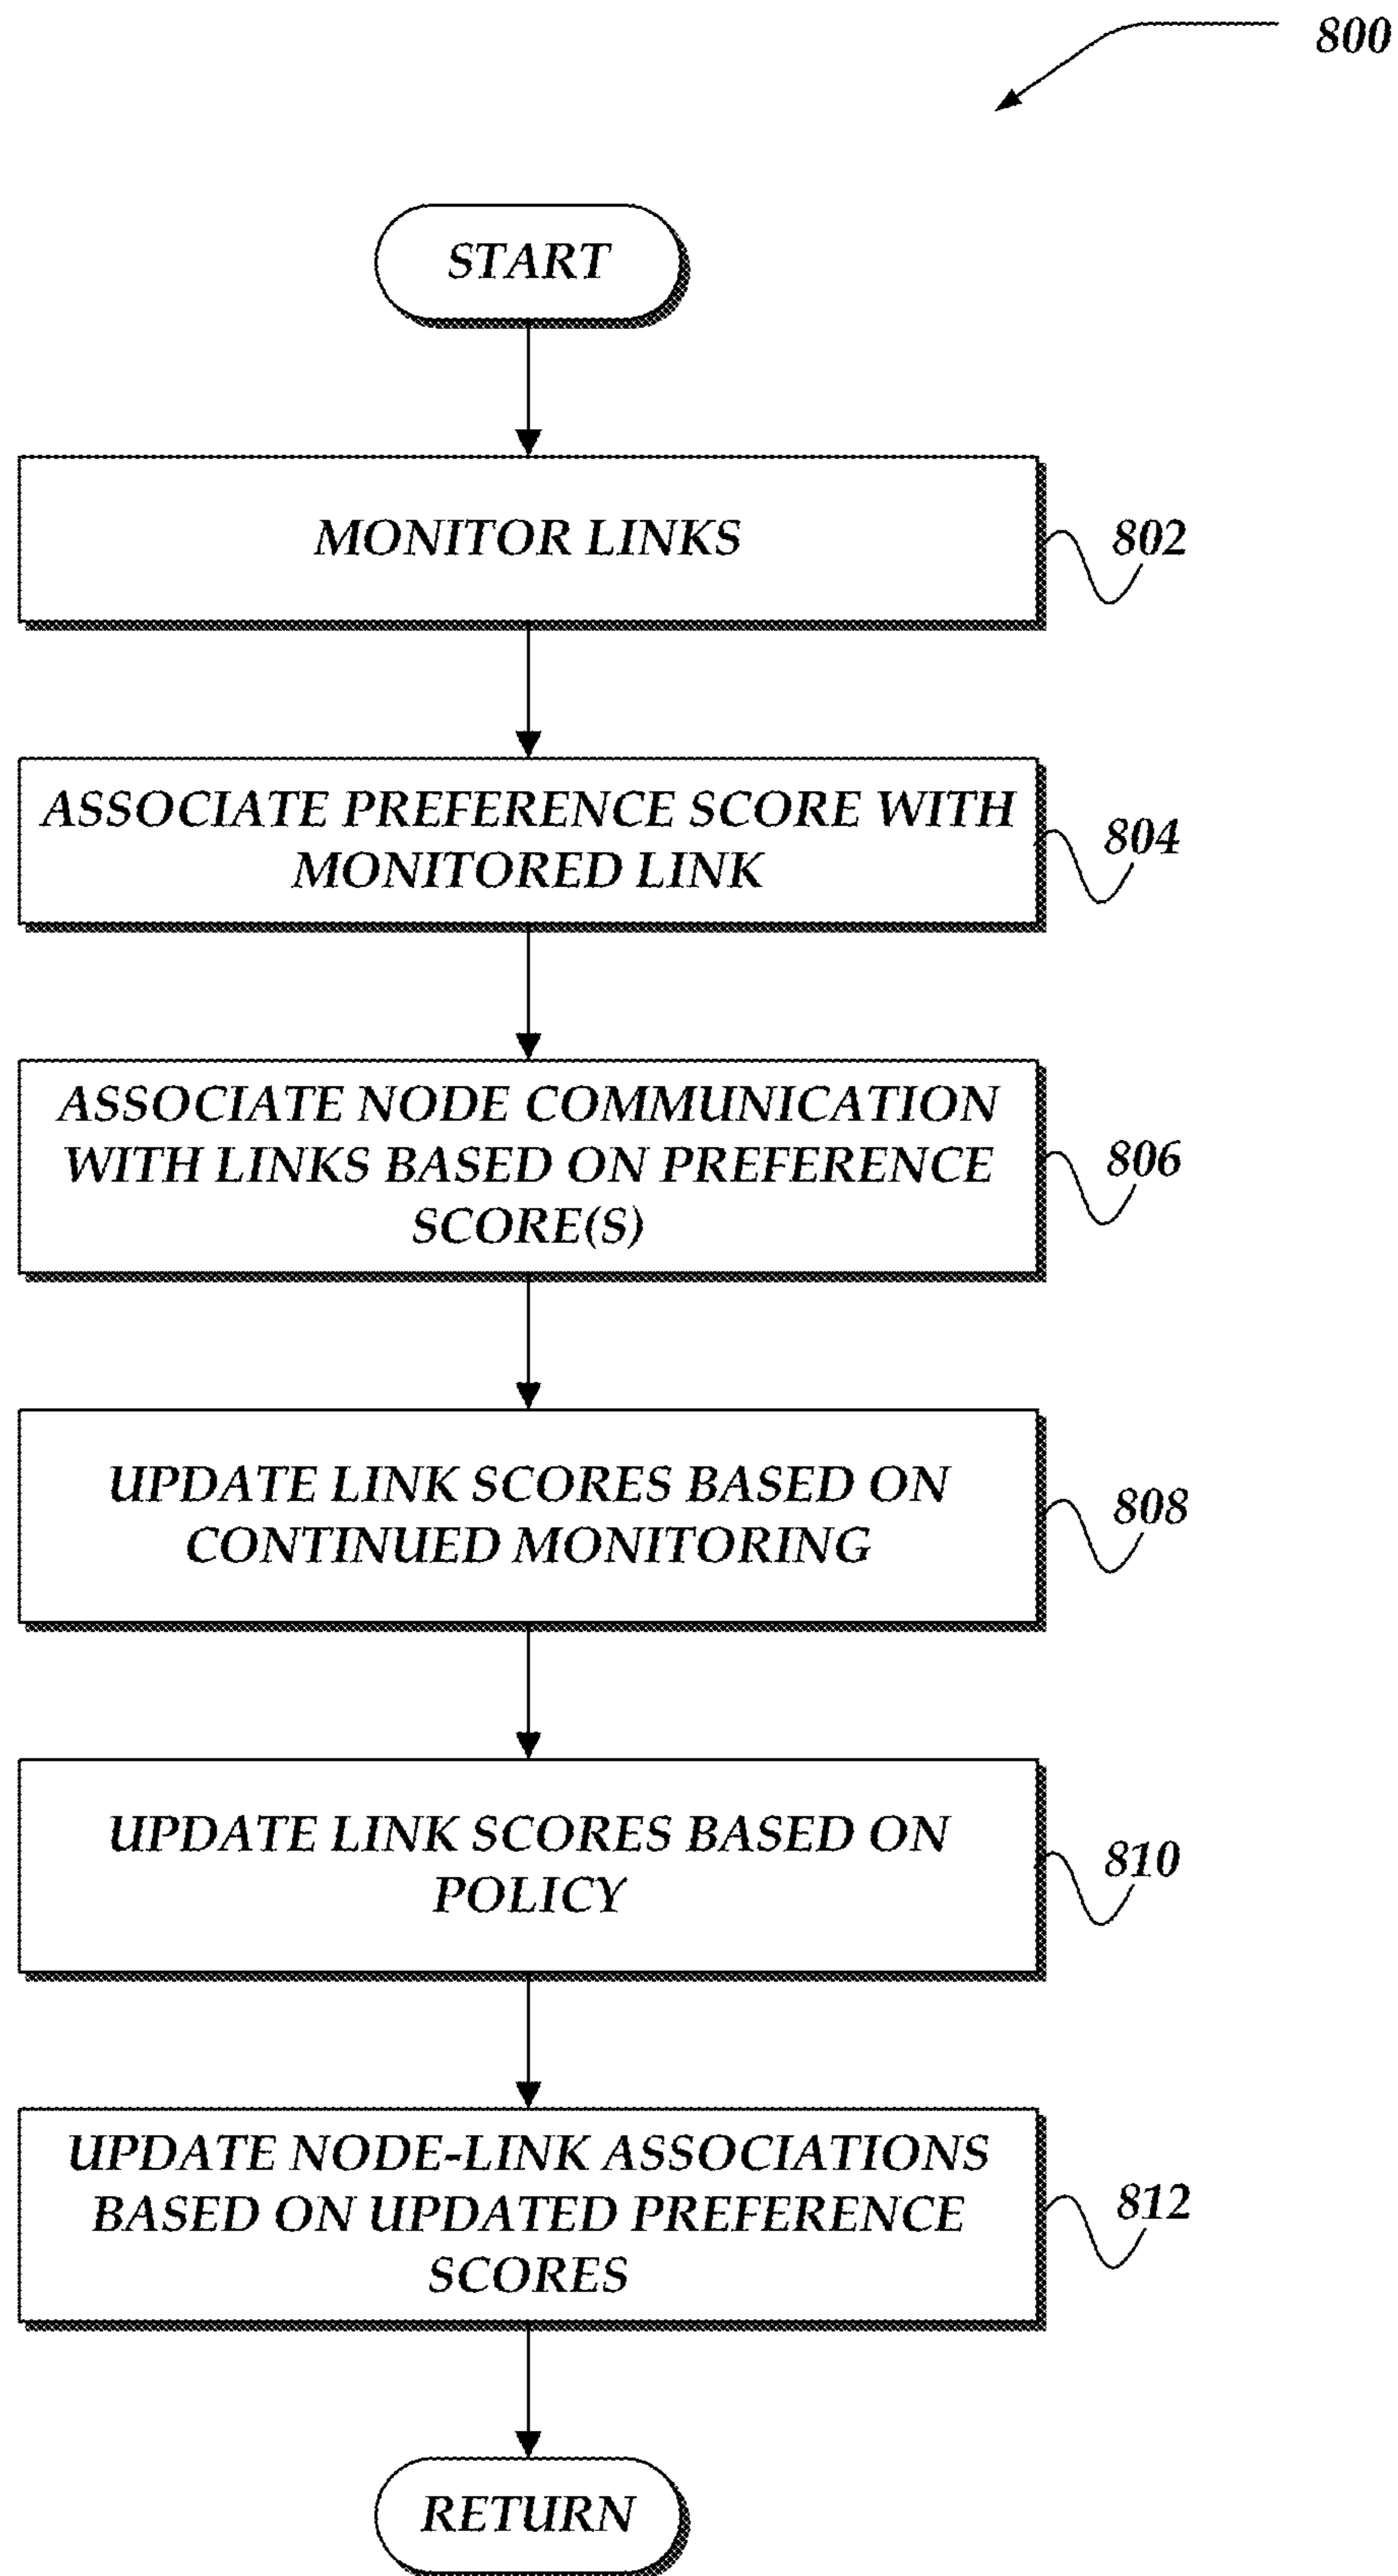 800
START
MONITOR LINKS
802
ASSOCIATE PREFERENCE SCORE WITH
MONITORED LINK
804
ASSOCIATE NODE COMMUNICATION
WITH LINKS BASED ON PREFERENCE
SCORE(S)
806
UPDATE LINK SCORES BASED ON
CONTINUED MONITORING
808
UPDATE LINK SCORES BASED ON
POLICY
810
UPDATE NODE-LINK ASSOCIATIONS
BASED ON UPDATED PREFERENCE
SCORES
812
RETURN